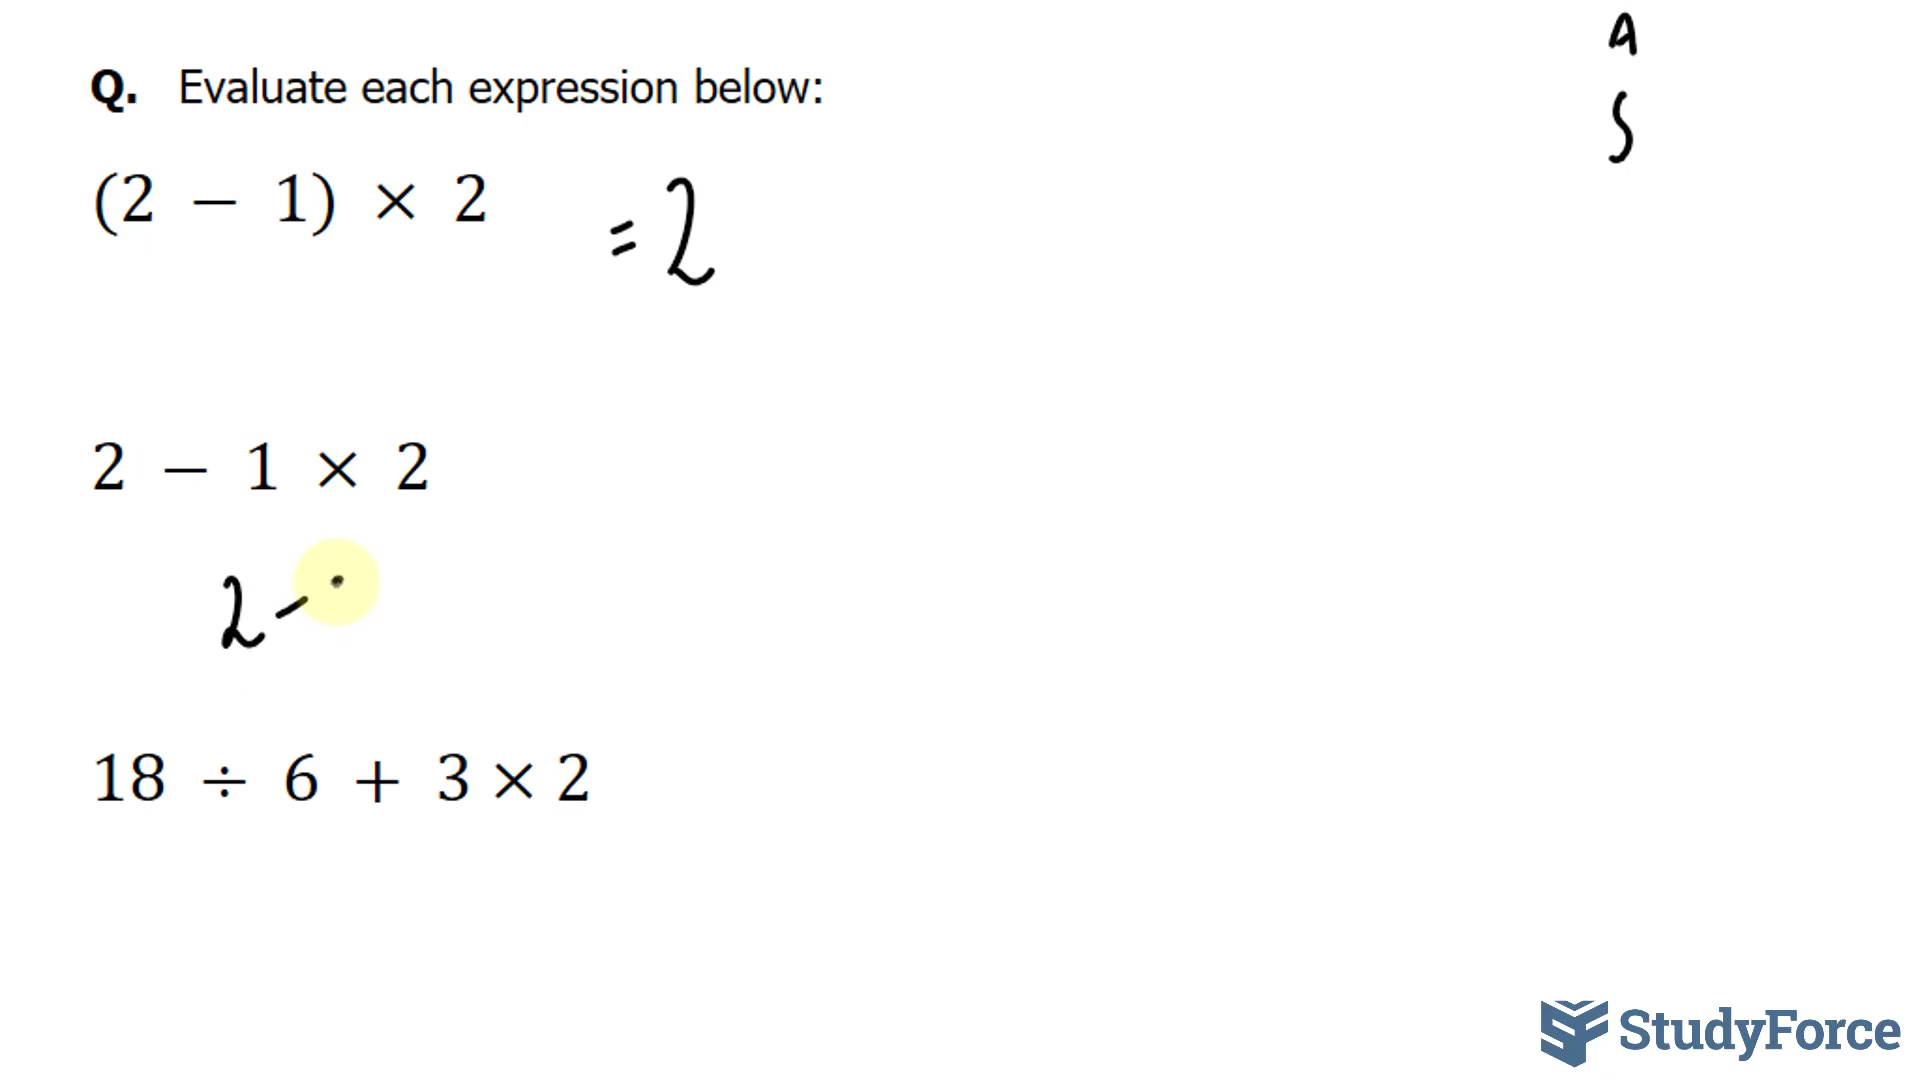 A
Q. Evaluate each expression below:
S
(2 − 1) × 2 = 2
2 − 1 × 2
2 −
18 ÷ 6 + 3 × 2
StudyForce